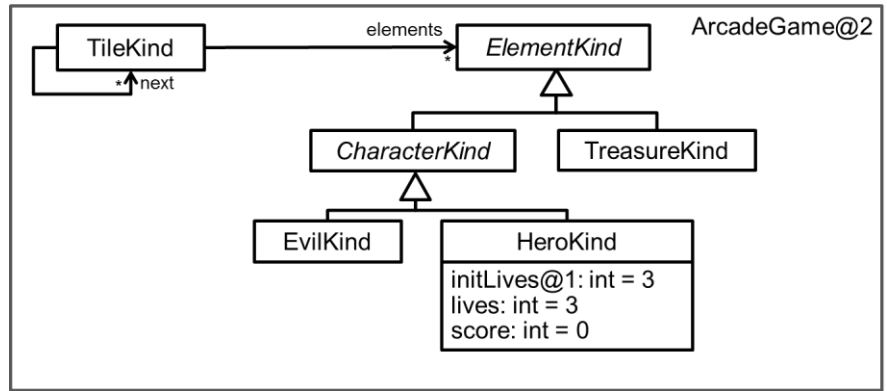 ArcadeGame@2
TileKind
elements
*
ElementKind
*
next
CharacterKind
TreasureKind
EvilKind
HeroKind
initLives@1: int = 3
lives: int = 3
score: int = 0